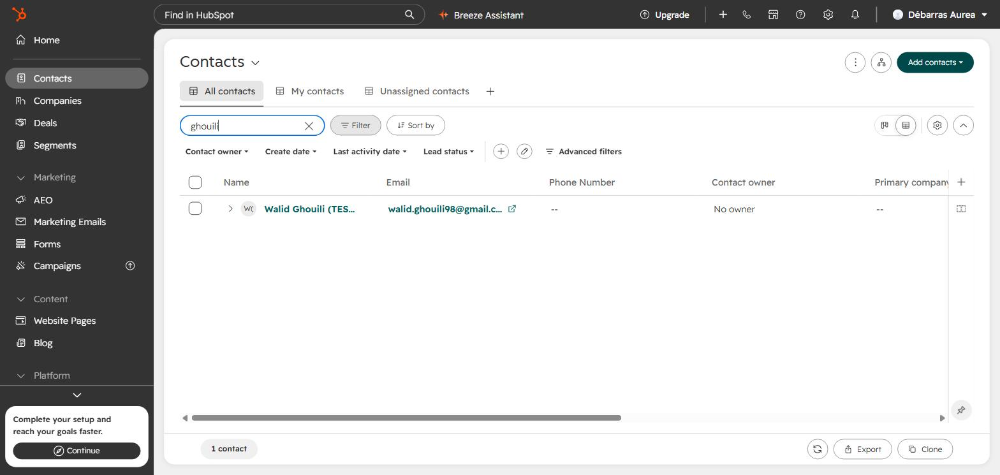 Find in HubSpot
Breeze Assistant
Upgrade
Débarras Aurea
Home
Contacts
Companies
Deals
Segments
Marketing
AEO
Marketing Emails
Forms
Campaigns
Content
Website Pages
Blog
Platform
Complete your setup and
reach your goals faster.
Continue
Contacts
Add contacts
All contacts
My contacts
Unassigned contacts
ghouili
Filter
Sort by
Contact owner
Create date
Last activity date
Lead status
Advanced filters
Name Email Phone Number Contact owner Primary company
W( Walid Ghouili (TES... walid.ghouili98@gmail.c... -- No owner --
1 contact
Export
Clone